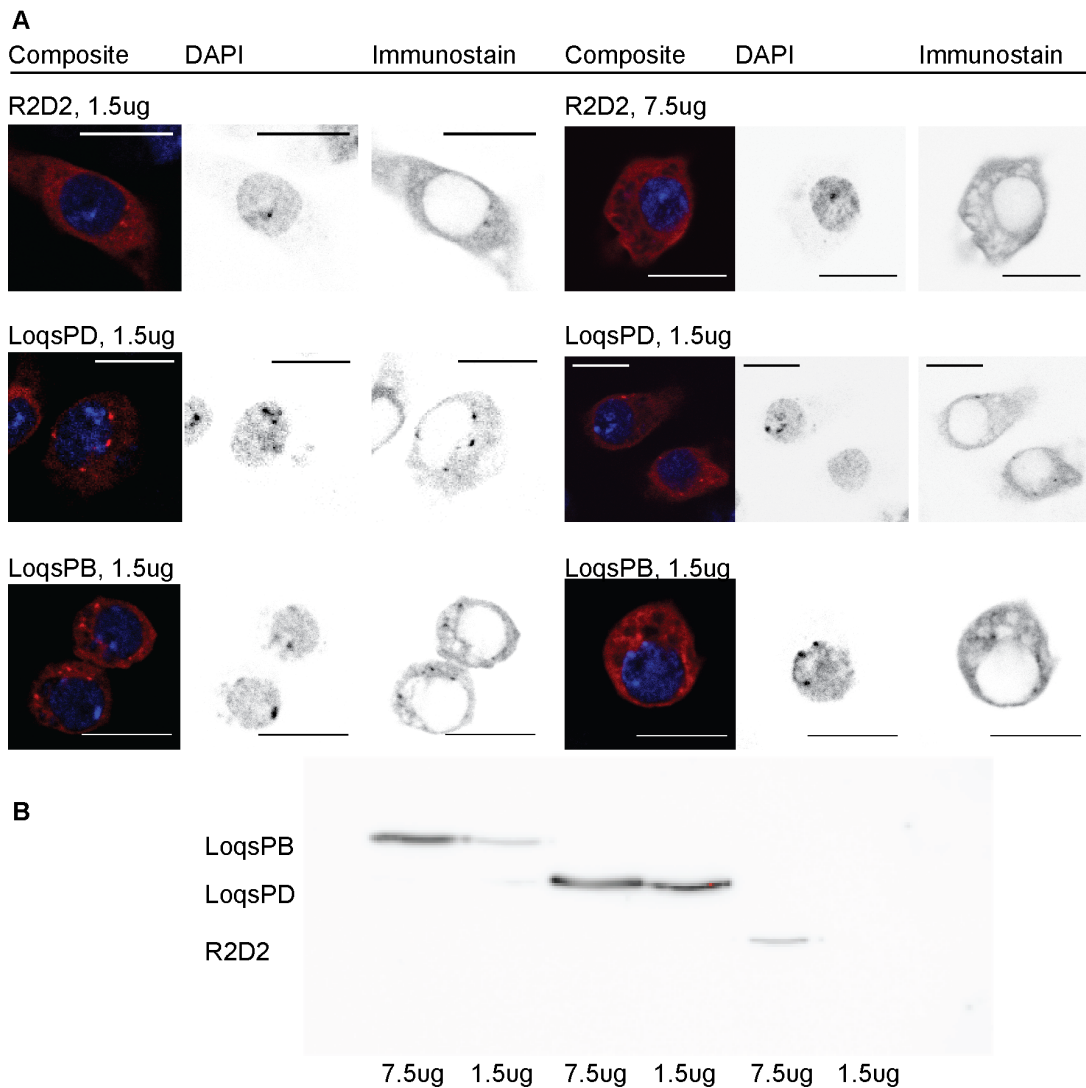 A
Composite DAPI Immunostain Composite DAPI Immunostain
R2D2, 1.5ug R2D2, 7.5ug
LoqsPD, 1.5ug LoqsPD, 1.5ug
LoqsPB, 1.5ug LoqsPB, 1.5ug
B
LoqsPB
LoqsPD
R2D2
7.5ug 1.5ug 7.5ug 1.5ug 7.5ug 1.5ug